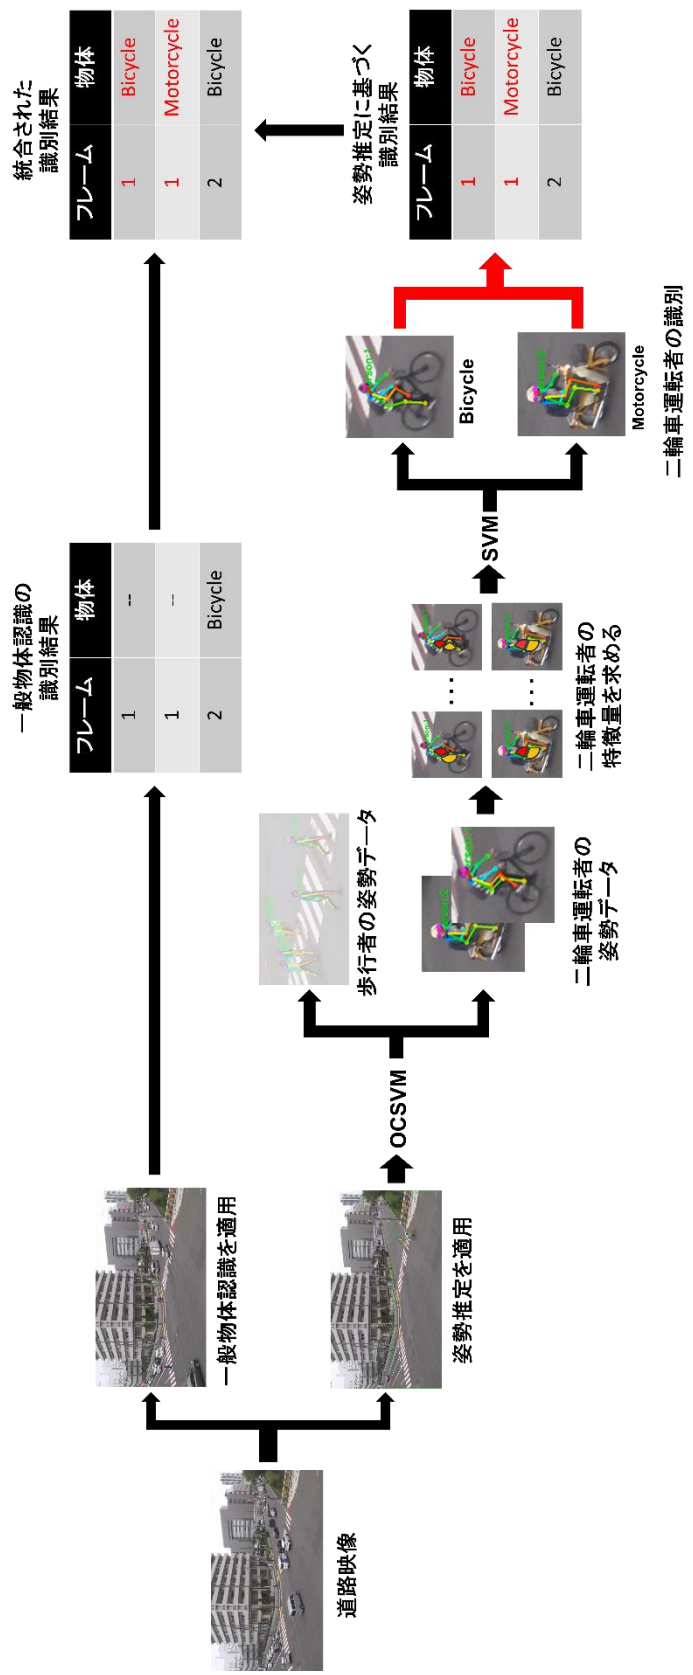 道路映像
一般物体認識を適用
姿勢推定を適用
OCSVM
歩行者の姿勢データ
二輪車運転者の
姿勢データ
二輪車運転者の
特徴量を求める
SVM
Bicycle
Motorcycle
二輪車運転者の識別
一般物体認識の
識別結果
フレーム 物体
1 --
1 --
2 Bicycle
統合された
識別結果
フレーム 物体
1 Bicycle
1 Motorcycle
2 Bicycle
姿勢推定に基づく
識別結果
フレーム 物体
1 Bicycle
1 Motorcycle
2 Bicycle